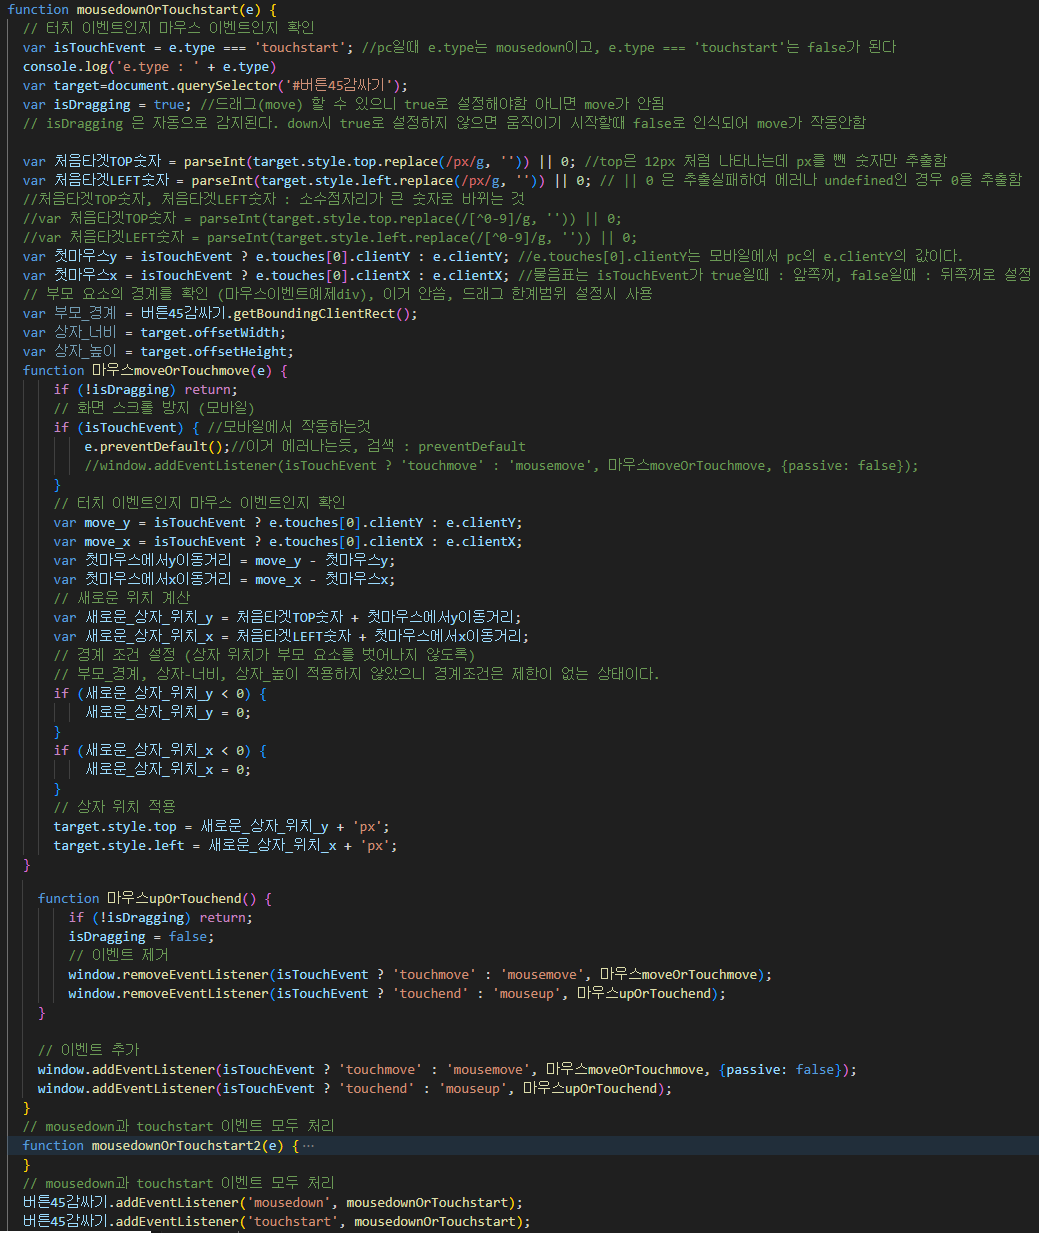 function mousedownOrTouchstart(e) {
// 터치 이벤트인지 마우스 이벤트인지 확인
var isTouchEvent = e.type === 'touchstart'; //pc일때 e.type는 mousedown이고, e.type === 'touchstart'는 false가 된다
console.log('e.type : ' + e.type)
var target=document.querySelector('#버튼45감싸기');
var isDragging = true; //드래그(move) 할 수 있으니 true로 설정해야함 아니면 move가 안됨
// isDragging 은 자동으로 감지된다. down시 true로 설정하지 않으면 움직이기 시작할때 false로 인식되어 move가 작동안함
var 처음타겟TOP숫자 = parseInt(target.style.top.replace(/px/g, '')) || 0; //top은 12px 처럼 나타나는데 px를 뺀 숫자만 추출함
var 처음타겟LEFT숫자 = parseInt(target.style.left.replace(/px/g, '')) || 0; // || 0 은 추출실패하여 에러나 undefined인 경우 0을 추출함
//처음타겟TOP숫자, 처음타겟LEFT숫자 : 소수점자리가 큰 숫자로 바뀌는 것
//var 처음타겟TOP숫자 = parseInt(target.style.top.replace(/[^0-9]/g, '')) || 0;
//var 처음타겟LEFT숫자 = parseInt(target.style.left.replace(/[^0-9]/g, '')) || 0;
var 첫마우스y = isTouchEvent ? e.touches[0].clientY : e.clientY; //e.touches[0].clientY는 모바일에서 pc의 e.clientY의 값이다.
var 첫마우스x = isTouchEvent ? e.touches[0].clientX : e.clientX; //물음표는 isTouchEvent가 true일때 : 앞쪽꺼, false일때 : 뒤쪽꺼로 설정
// 부모 요소의 경계를 확인 (마우스이벤트예제div), 이거 안씀, 드래그 한계범위 설정시 사용
var 부모_경계 = 버튼45감싸기.getBoundingClientRect();
var 상자_너비 = target.offsetWidth;
var 상자_높이 = target.offsetHeight;
function 마우스moveOrTouchmove(e) {
if (!isDragging) return;
// 화면 스크롤 방지 (모바일)
if (isTouchEvent) { //모바일에서 작동하는것
e.preventDefault();//이거 에러나는듯, 검색 : preventDefault
//window.addEventListener(isTouchEvent ? 'touchmove' : 'mousemove', 마우스moveOrTouchmove, {passive: false});
}
// 터치 이벤트인지 마우스 이벤트인지 확인
var move_y = isTouchEvent ? e.touches[0].clientY : e.clientY;
var move_x = isTouchEvent ? e.touches[0].clientX : e.clientX;
var 첫마우스에서y이동거리 = move_y - 첫마우스y;
var 첫마우스에서x이동거리 = move_x - 첫마우스x;
// 새로운 위치 계산
var 새로운_상자_위치_y = 처음타겟TOP숫자 + 첫마우스에서y이동거리;
var 새로운_상자_위치_x = 처음타겟LEFT숫자 + 첫마우스에서x이동거리;
// 경계 조건 설정 (상자 위치가 부모 요소를 벗어나지 않도록)
// 부모_경계, 상자-너비, 상자_높이 적용하지 않았으니 경계조건은 제한이 없는 상태이다.
if (새로운_상자_위치_y < 0) {
새로운_상자_위치_y = 0;
}
if (새로운_상자_위치_x < 0) {
새로운_상자_위치_x = 0;
}
// 상자 위치 적용
target.style.top = 새로운_상자_위치_y + 'px';
target.style.left = 새로운_상자_위치_x + 'px';
}
function 마우스upOrTouchend() {
if (!isDragging) return;
isDragging = false;
// 이벤트 제거
window.removeEventListener(isTouchEvent ? 'touchmove' : 'mousemove', 마우스moveOrTouchmove);
window.removeEventListener(isTouchEvent ? 'touchend' : 'mouseup', 마우스upOrTouchend);
}
// 이벤트 추가
window.addEventListener(isTouchEvent ? 'touchmove' : 'mousemove', 마우스moveOrTouchmove, {passive: false});
window.addEventListener(isTouchEvent ? 'touchend' : 'mouseup', 마우스upOrTouchend);
}
// mousedown과 touchstart 이벤트 모두 처리
function mousedownOrTouchstart2(e) { ⋯
}
// mousedown과 touchstart 이벤트 모두 처리
버튼45감싸기.addEventListener('mousedown', mousedownOrTouchstart);
버튼45감싸기.addEventListener('touchstart', mousedownOrTouchstart);